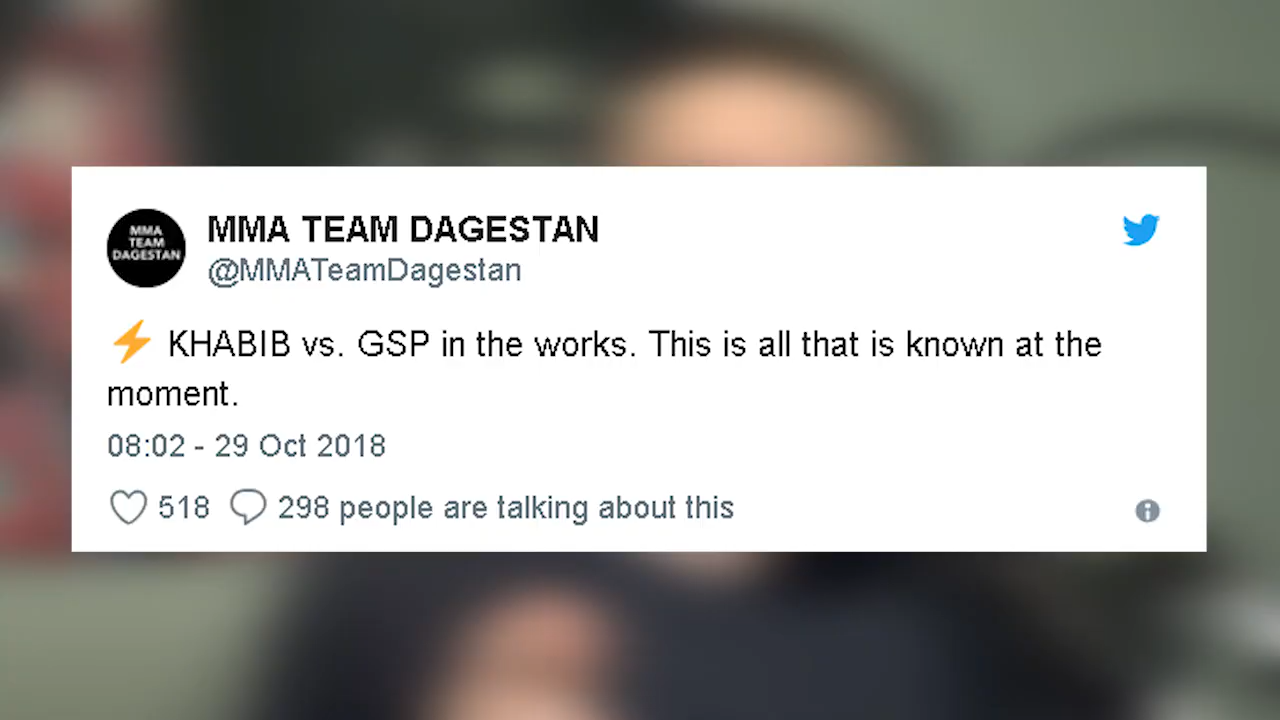 MMA
TEAM
DAGESTAN
MMA TEAM DAGESTAN
@MMATeamDagestan
⚡ KHABIB vs. GSP in the works. This is all that is known at the
moment.
08:02 - 29 Oct 2018
518 298 people are talking about this